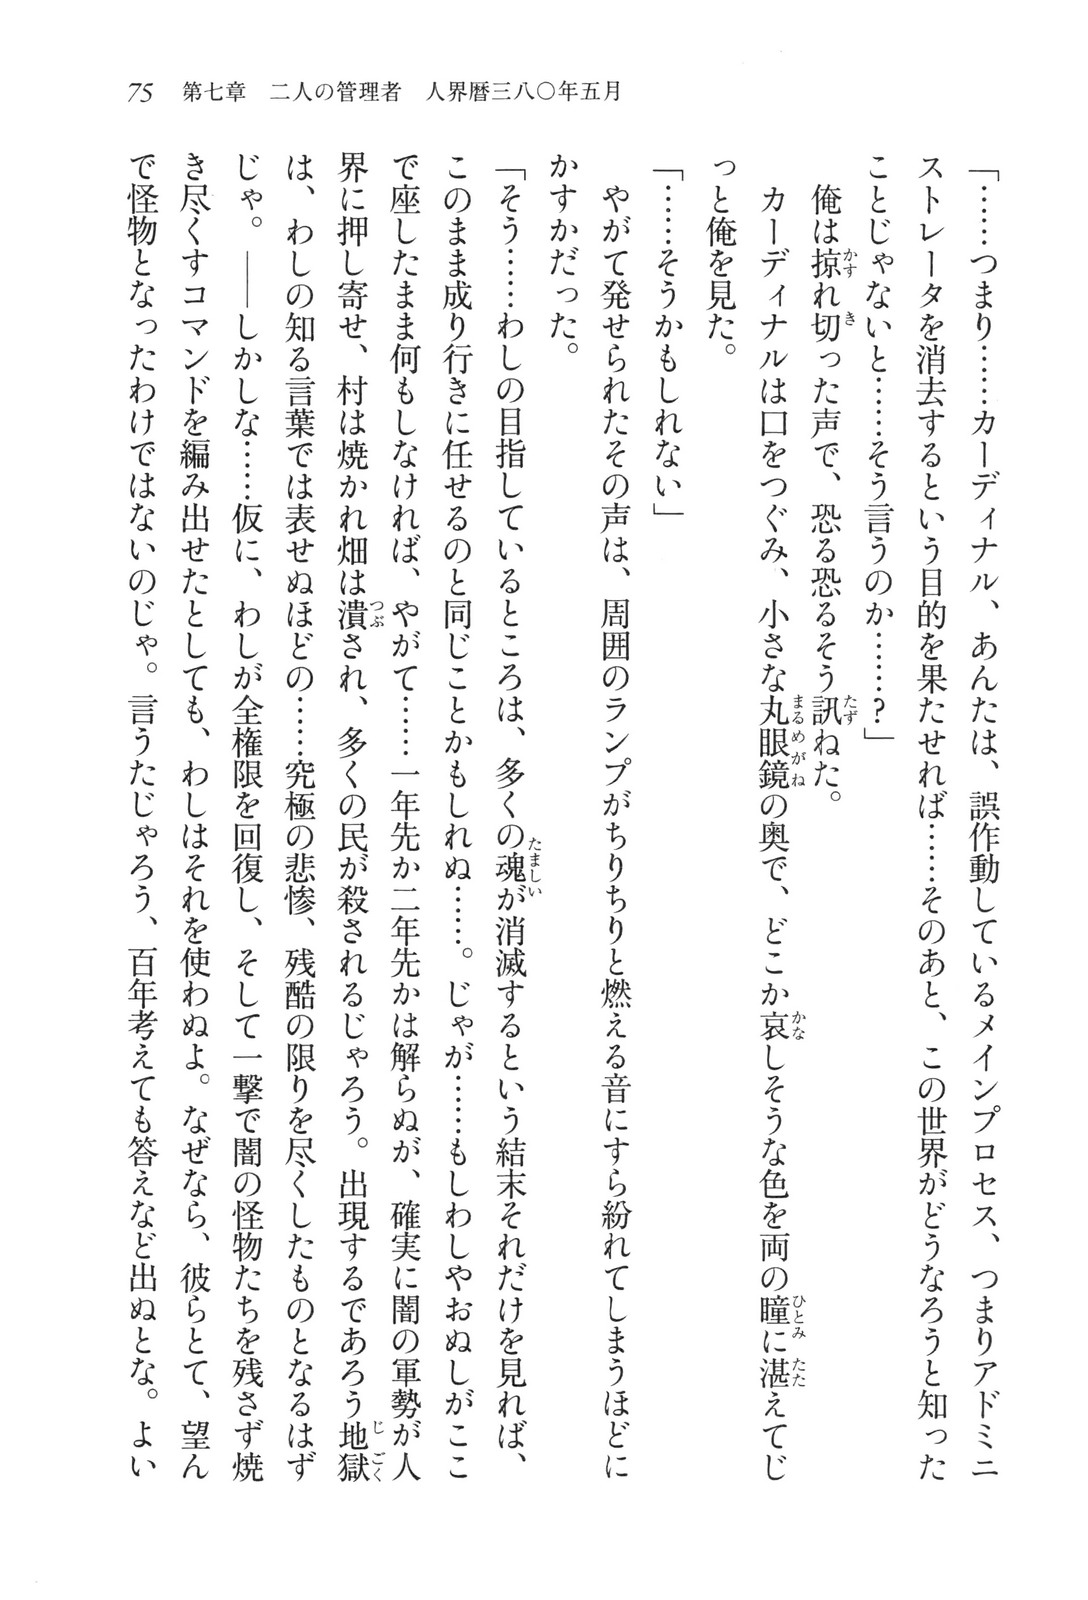 75　第七章　二人の管理者　人界暦三八〇年五月
「……つまり……カーディナル、あんたは、誤作動しているメインプロセス、つまりアドミニ
ストレータを消去するという目的を果たせれば……そのあと、この世界がどうなろうと知った
ことじゃないと……そう言うのか……？」
　俺は掠れ切った声で、恐る恐るそう訊ねた。
　カーディナルは口をつぐみ、小さな丸眼鏡の奥で、どこか哀しそうな色を両の瞳に湛えてじ
っと俺を見た。
「……そうかもしれない」
　やがて発せられたその声は、周囲のランプがちりちりと燃える音にすら紛れてしまうほどに
かすかだった。
「そう……わしの目指しているところは、多くの魂が消滅するという結末それだけを見れば、
このまま成り行きに任せるのと同じことかもしれぬ……。じゃが……もしわしやおぬしがここ
で座したまま何もしなければ、やがて……一年先か二年先かは解らぬが、確実に闇の軍勢が人
界に押し寄せ、村は焼かれ畑は潰され、多くの民が殺されるじゃろう。出現するであろう地獄
は、わしの知る言葉では表せぬほどの……究極の悲惨、残酷の限りを尽くしたものとなるはず
じゃ。――しかしな……仮に、わしが全権限を回復し、そして一撃で闇の怪物たちを残さず焼
き尽くすコマンドを編み出せたとしても、わしはそれを使わぬよ。なぜなら、彼らとて、望ん
で怪物となったわけではないのじゃ。言うたじゃろう、百年考えても答えなど出ぬとな。よい